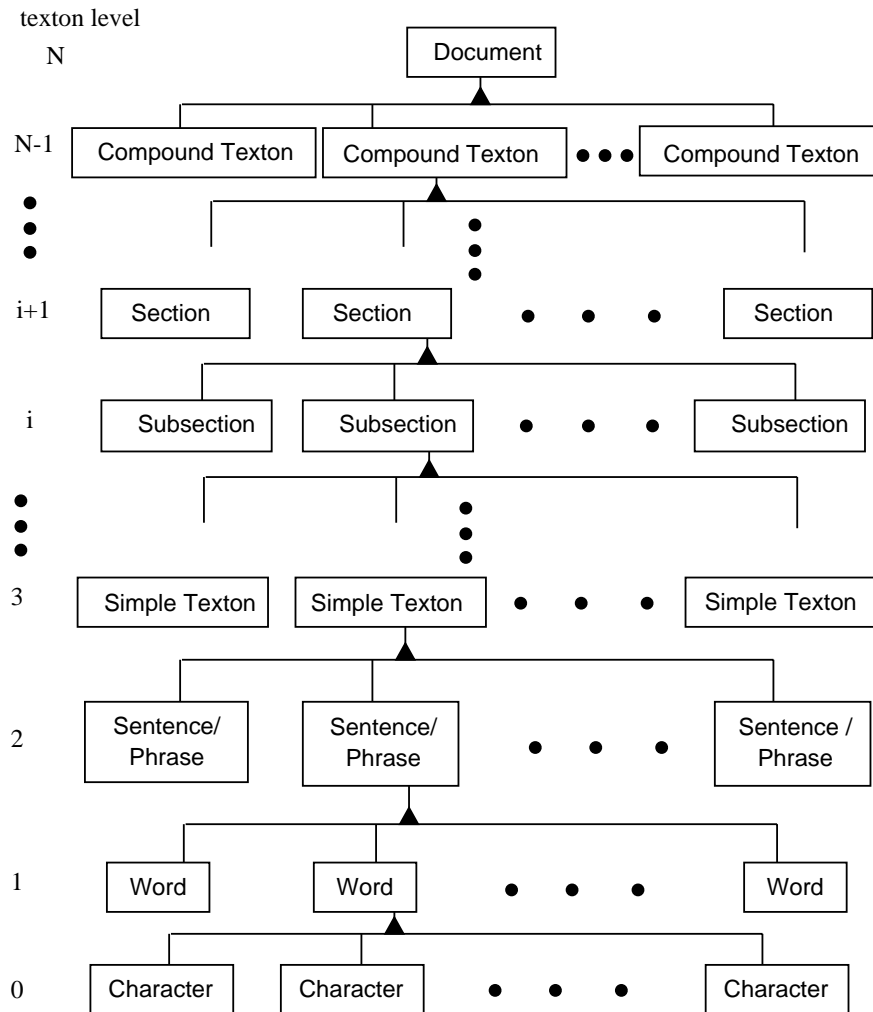 texton level
N
Document
N-1
Compound Texton
Compound Texton
Compound Texton
i+1
Section
Section
Section
i
Subsection
Subsection
Subsection
3
Simple Texton
Simple Texton
Simple Texton
2
Sentence/
Phrase
Sentence/
Phrase
Sentence /
Phrase
1
Word
Word
Word
0
Character
Character
Character